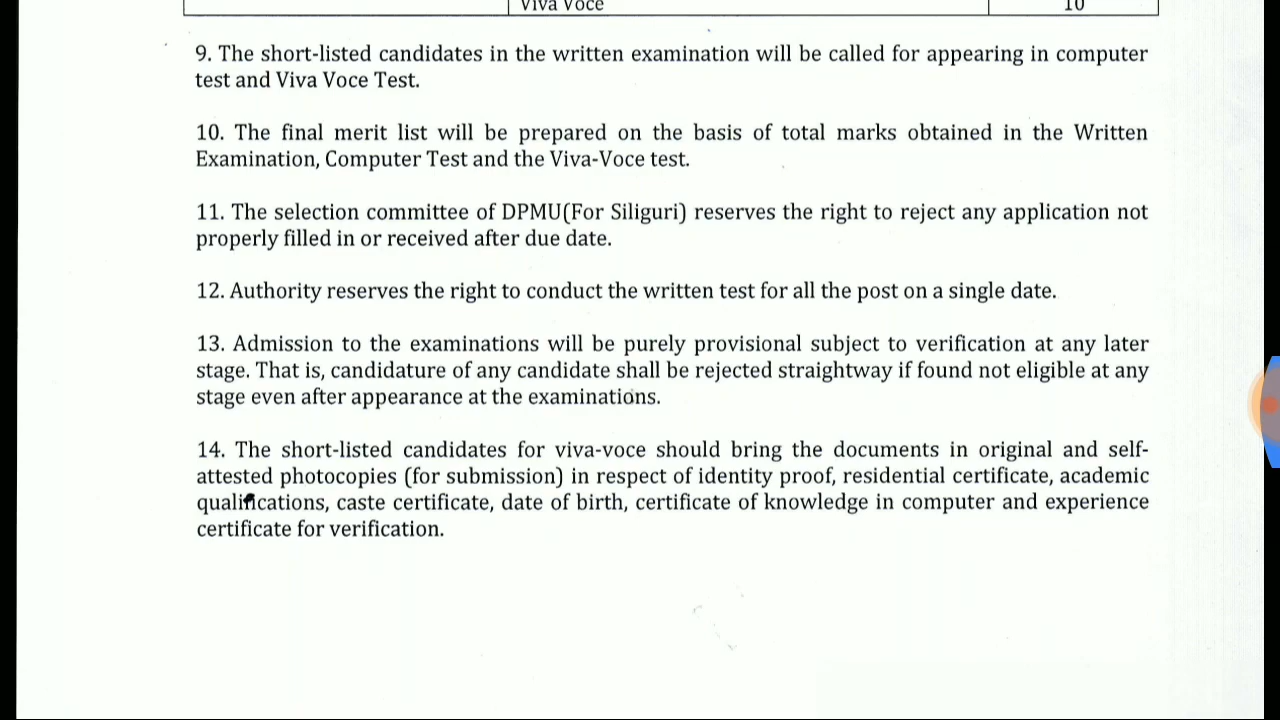 Viva Voce 10
9. The short-listed candidates in the written examination will be called for appearing in computer
test and Viva Voce Test.
10. The final merit list will be prepared on the basis of total marks obtained in the Written
Examination, Computer Test and the Viva-Voce test.
11. The selection committee of DPMU(For Siliguri) reserves the right to reject any application not
properly filled in or received after due date.
12. Authority reserves the right to conduct the written test for all the post on a single date.
13. Admission to the examinations will be purely provisional subject to verification at any later
stage. That is, candidature of any candidate shall be rejected straightway if found not eligible at any
stage even after appearance at the examinations.
14. The short-listed candidates for viva-voce should bring the documents in original and self-
attested photocopies (for submission) in respect of identity proof, residential certificate, academic
qualifications, caste certificate, date of birth, certificate of knowledge in computer and experience
certificate for verification.